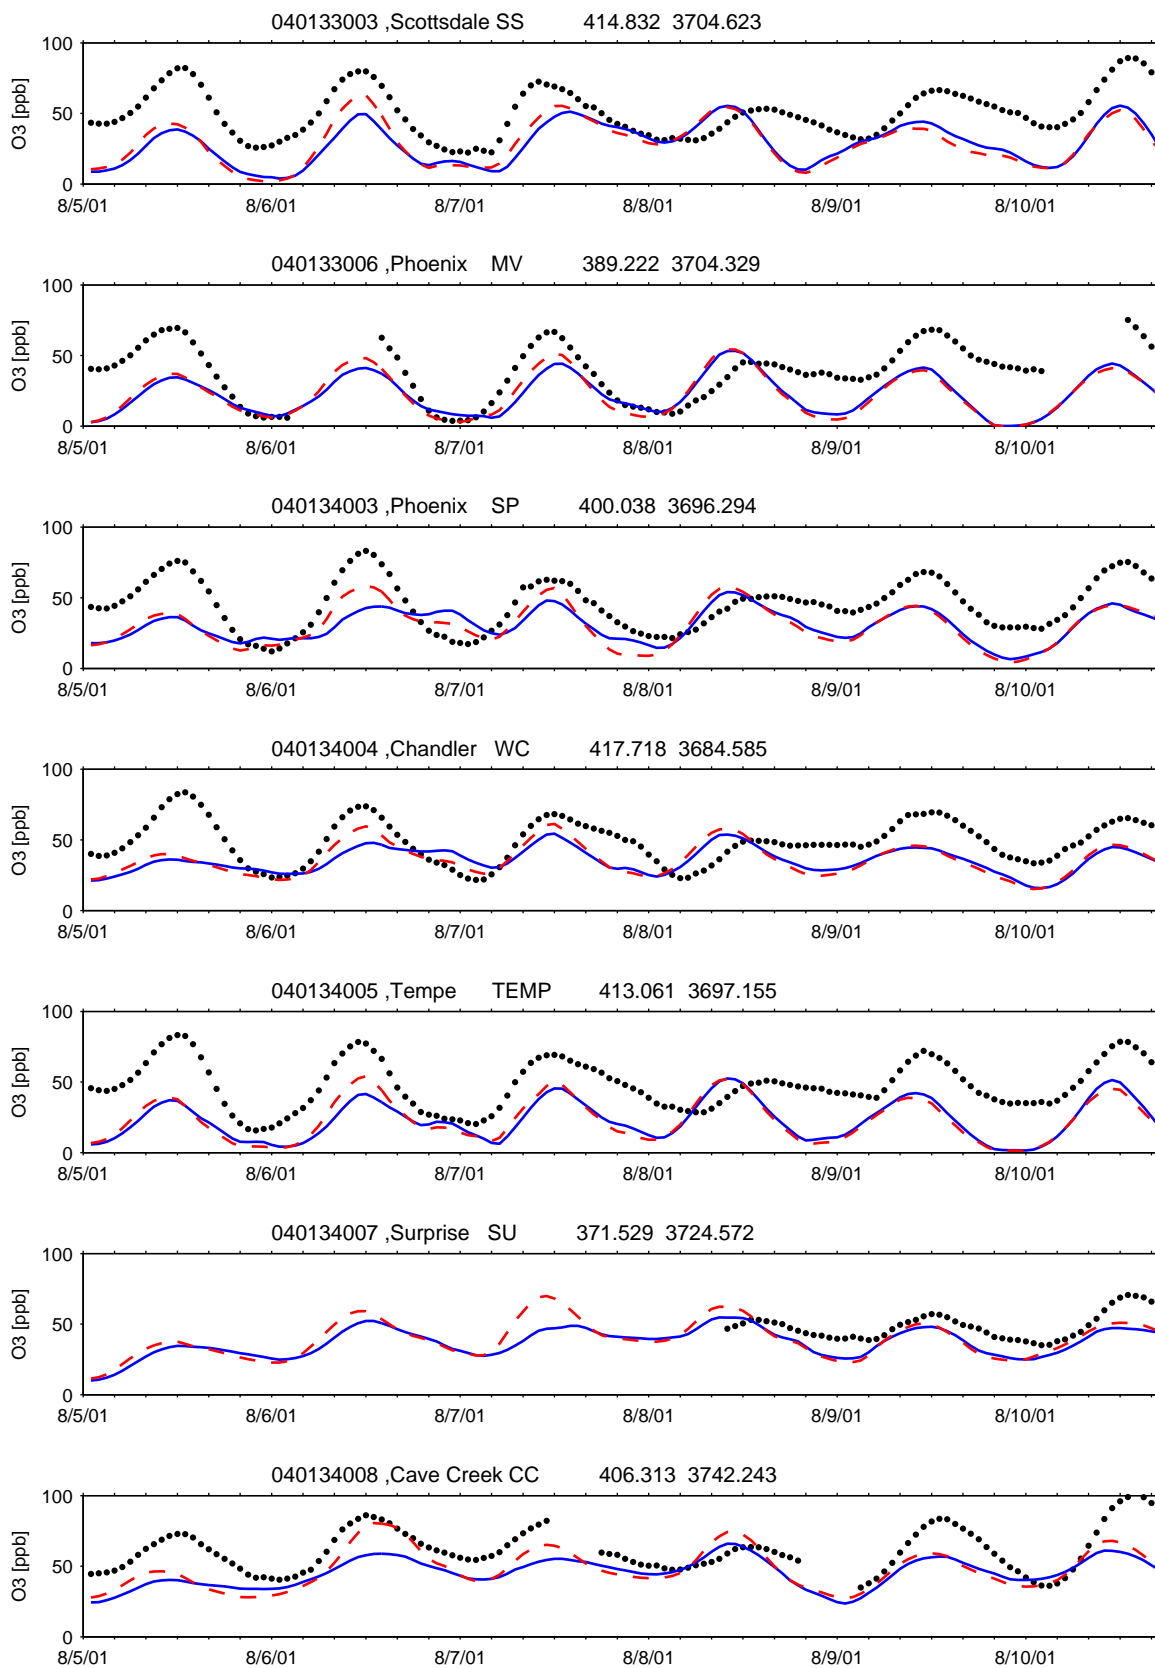 040133003 ,Scottsdale SS 414.832 3704.623
100
50
0
O3 [ppb]
8/5/01 8/6/01 8/7/01 8/8/01 8/9/01 8/10/01
040133006 ,Phoenix MV 389.222 3704.329
100
50
0
O3 [ppb]
8/5/01 8/6/01 8/7/01 8/8/01 8/9/01 8/10/01
040134003 ,Phoenix SP 400.038 3696.294
100
50
0
O3 [ppb]
8/5/01 8/6/01 8/7/01 8/8/01 8/9/01 8/10/01
040134004 ,Chandler WC 417.718 3684.585
100
50
0
O3 [ppb]
8/5/01 8/6/01 8/7/01 8/8/01 8/9/01 8/10/01
040134005 ,Tempe TEMP 413.061 3697.155
100
50
0
O3 [ppb]
8/5/01 8/6/01 8/7/01 8/8/01 8/9/01 8/10/01
040134007 ,Surprise SU 371.529 3724.572
100
50
0
O3 [ppb]
8/5/01 8/6/01 8/7/01 8/8/01 8/9/01 8/10/01
040134008 ,Cave Creek CC 406.313 3742.243
100
50
0
O3 [ppb]
8/5/01 8/6/01 8/7/01 8/8/01 8/9/01 8/10/01